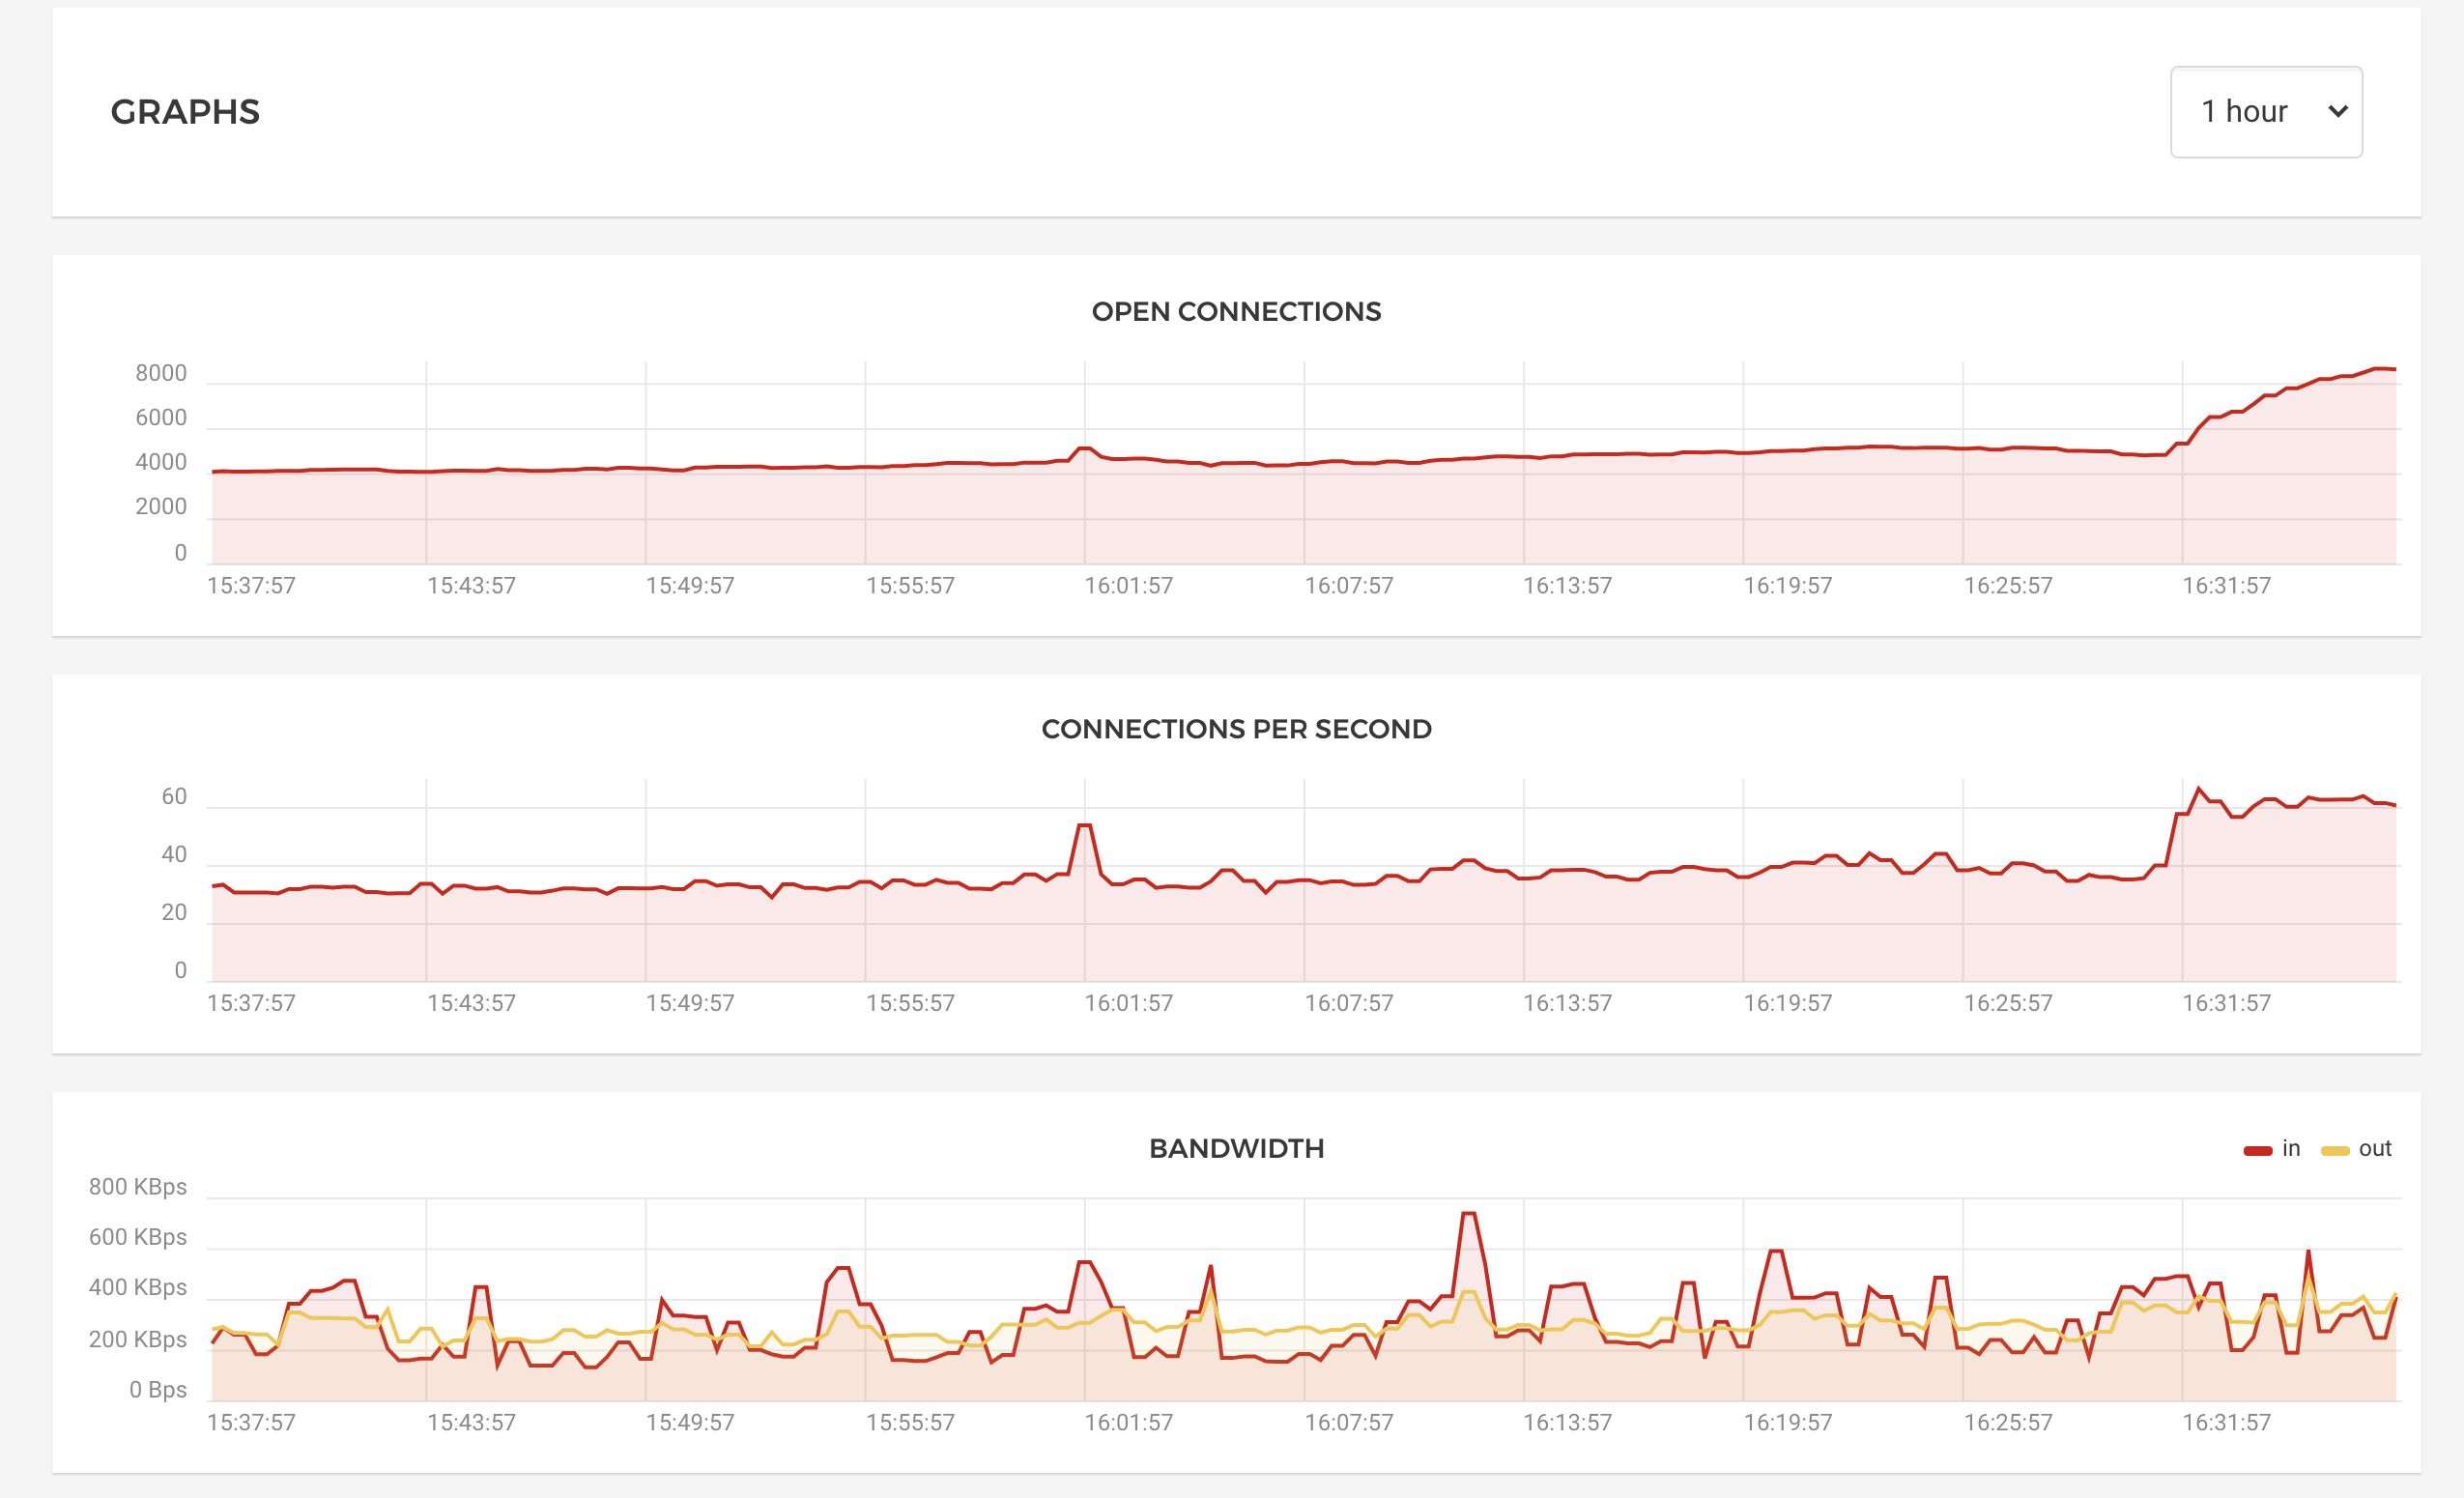 GRAPHS
1 hour
OPEN CONNECTIONS
8000
6000
4000
2000
0
15:37:57 15:43:57 15:49:57 15:55:57 16:01:57 16:07:57 16:13:57 16:19:57 16:25:57 16:31:57
CONNECTIONS PER SECOND
60
40
20
0
15:37:57 15:43:57 15:49:57 15:55:57 16:01:57 16:07:57 16:13:57 16:19:57 16:25:57 16:31:57
BANDWIDTH
in out
800 KBps
600 KBps
400 KBps
200 KBps
0 Bps
15:37:57 15:43:57 15:49:57 15:55:57 16:01:57 16:07:57 16:13:57 16:19:57 16:25:57 16:31:57